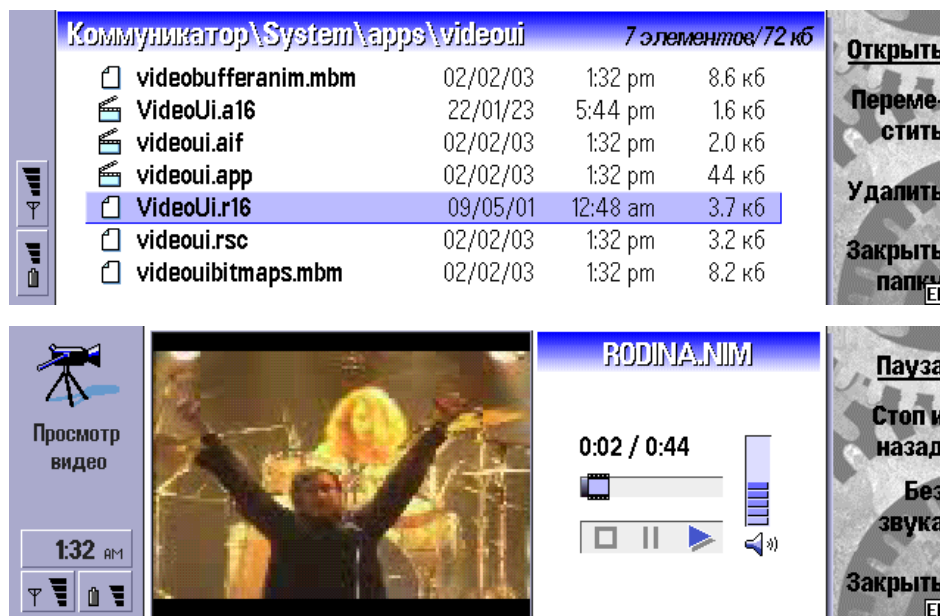 Коммуникатор\System\apps\videoui 7 элементов/72 кб
videobufferanim.mbm 02/02/03 1:32 pm 8.6 кб
VideoUi.a16 22/01/23 5:44 pm 1.6 кб
videoui.aif 02/02/03 1:32 pm 2.0 кб
videoui.app 02/02/03 1:32 pm 44 кб
VideoUi.r16 09/05/01 12:48 am 3.7 кб
videoui.rsc 02/02/03 1:32 pm 3.2 кб
videouibitmaps.mbm 02/02/03 1:32 pm 8.2 кб
Открыть
Переме-
стить
Удалить
Закрыть
папку
Просмотр
видео
1:32 AM
RODINA.NIM
0:02 / 0:44
Пауза
Стоп и
назад
Без
звука
Закрыть